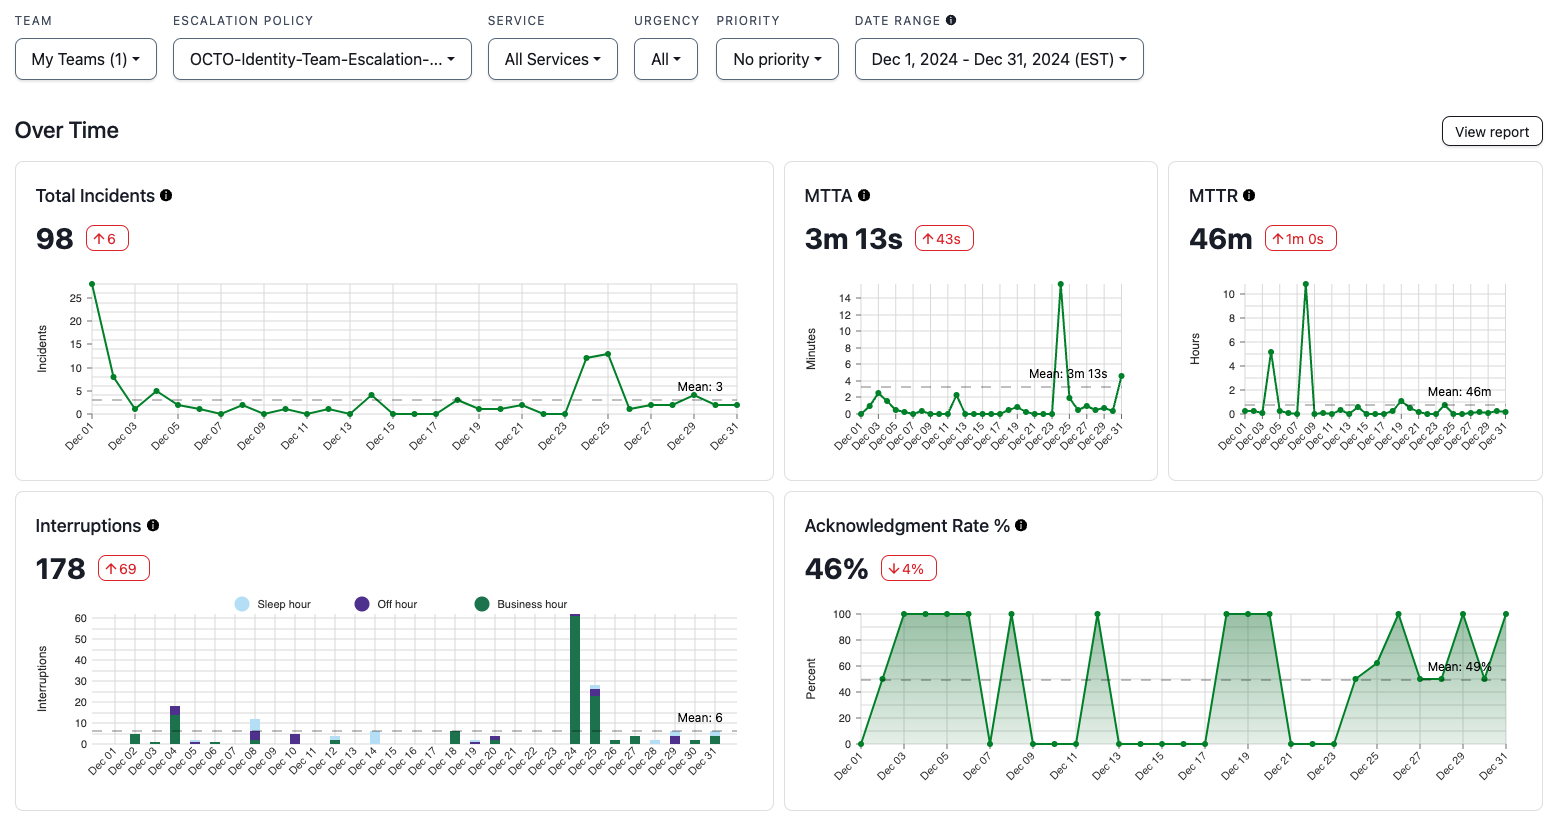 TEAM
ESCALATION POLICY
SERVICE
URGENCY
PRIORITY
DATE RANGE
My Teams (1)
OCTO-Identity-Team-Escalation-...
All Services
All
No priority
Dec 1, 2024 - Dec 31, 2024 (EST)
Over Time
View report
Total Incidents
98
↑6
Incidents
25
20
15
10
5
0
Mean: 3
Dec 01
Dec 03
Dec 05
Dec 07
Dec 09
Dec 11
Dec 13
Dec 15
Dec 17
Dec 19
Dec 21
Dec 23
Dec 25
Dec 27
Dec 29
Dec 31
MTTA
3m 13s
↑43s
Minutes
14
12
10
8
6
4
2
0
Mean: 3m 13s
Dec 01
Dec 03
Dec 05
Dec 07
Dec 09
Dec 11
Dec 13
Dec 15
Dec 17
Dec 19
Dec 21
Dec 23
Dec 25
Dec 27
Dec 29
Dec 31
MTTR
46m
↑1m 0s
Hours
10
8
6
4
2
0
Mean: 46m
Dec 01
Dec 03
Dec 05
Dec 07
Dec 09
Dec 11
Dec 13
Dec 15
Dec 17
Dec 19
Dec 21
Dec 23
Dec 25
Dec 27
Dec 29
Dec 31
Interruptions
178
↑69
Sleep hour
Off hour
Business hour
Interruptions
60
50
40
30
20
10
0
Mean: 6
Dec 01
Dec 02
Dec 03
Dec 04
Dec 05
Dec 06
Dec 07
Dec 08
Dec 09
Dec 10
Dec 11
Dec 12
Dec 13
Dec 14
Dec 15
Dec 16
Dec 17
Dec 18
Dec 19
Dec 20
Dec 21
Dec 22
Dec 23
Dec 24
Dec 25
Dec 26
Dec 27
Dec 28
Dec 29
Dec 30
Dec 31
Acknowledgment Rate %
46%
↓4%
Percent
100
80
60
40
20
0
Mean: 49%
Dec 01
Dec 03
Dec 05
Dec 07
Dec 09
Dec 11
Dec 13
Dec 15
Dec 17
Dec 19
Dec 21
Dec 23
Dec 25
Dec 27
Dec 29
Dec 31